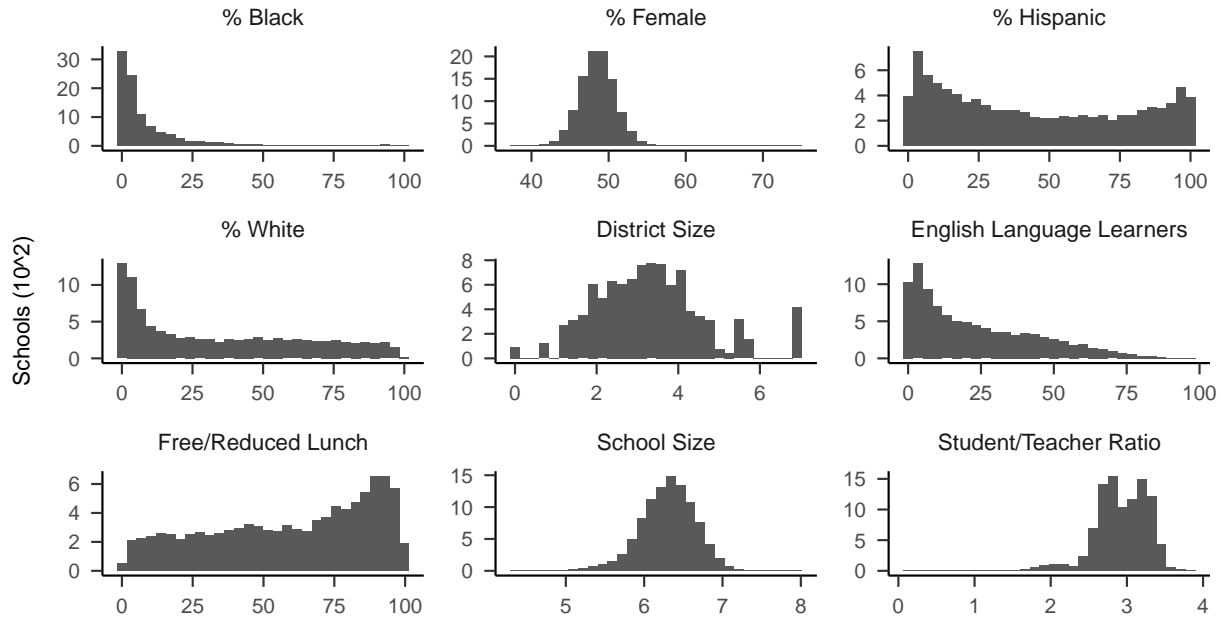 % Black
% Female
% Hispanic
30
20
10
0
20
15
10
5
0
6
4
2
0
0 25 50 75 100
40 50 60 70
0 25 50 75 100
Schools (10^2)
% White
District Size
English Language Learners
10
5
0
8
6
4
2
0
10
5
0
0 25 50 75 100
0 2 4 6
0 25 50 75 100
Free/Reduced Lunch
School Size
Student/Teacher Ratio
6
4
2
0
15
10
5
0
15
10
5
0
0 25 50 75 100
5 6 7 8
0 1 2 3 4